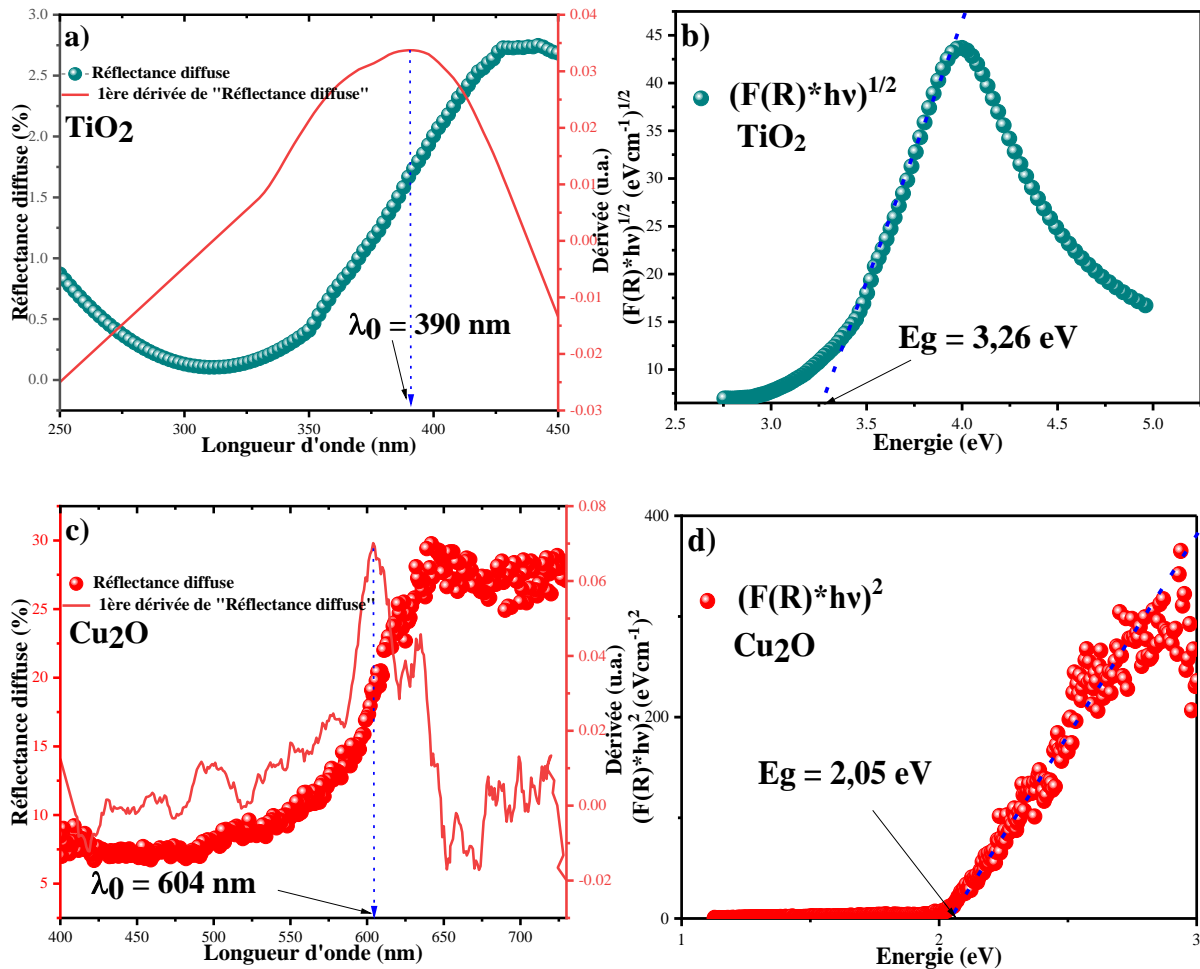 a)
Réflectance diffuse
1ère dérivée de "Réflectance diffuse"
TiO2
λ0 = 390 nm
Réflectance diffuse (%)
3.0
2.5
2.0
1.5
1.0
0.5
0.0
250
300
350
400
450
Longueur d'onde (nm)
0.04
0.03
0.02
0.01
0.00
-0.01
-0.02
-0.03
Dérivée (u.a.)
b)
(F(R)*hν)1/2
TiO2
Eg = 3,26 eV
(F(R)*hν)1/2 (eVcm-1)1/2
45
40
35
30
25
20
15
10
2.5
3.0
3.5
4.0
4.5
5.0
Energie (eV)
c)
Réflectance diffuse
1ère dérivée de "Réflectance diffuse"
Cu2O
λ0 = 604 nm
Réflectance diffuse (%)
30
25
20
15
10
5
400
450
500
550
600
650
700
Longueur d'onde (nm)
0.08
0.06
0.04
0.02
0.00
-0.02
Dérivée (u.a.)
d)
(F(R)*hν)2
Cu2O
Eg = 2,05 eV
(F(R)*hν)2 (eVcm-1)2
400
200
0
1
2
3
Energie (eV)